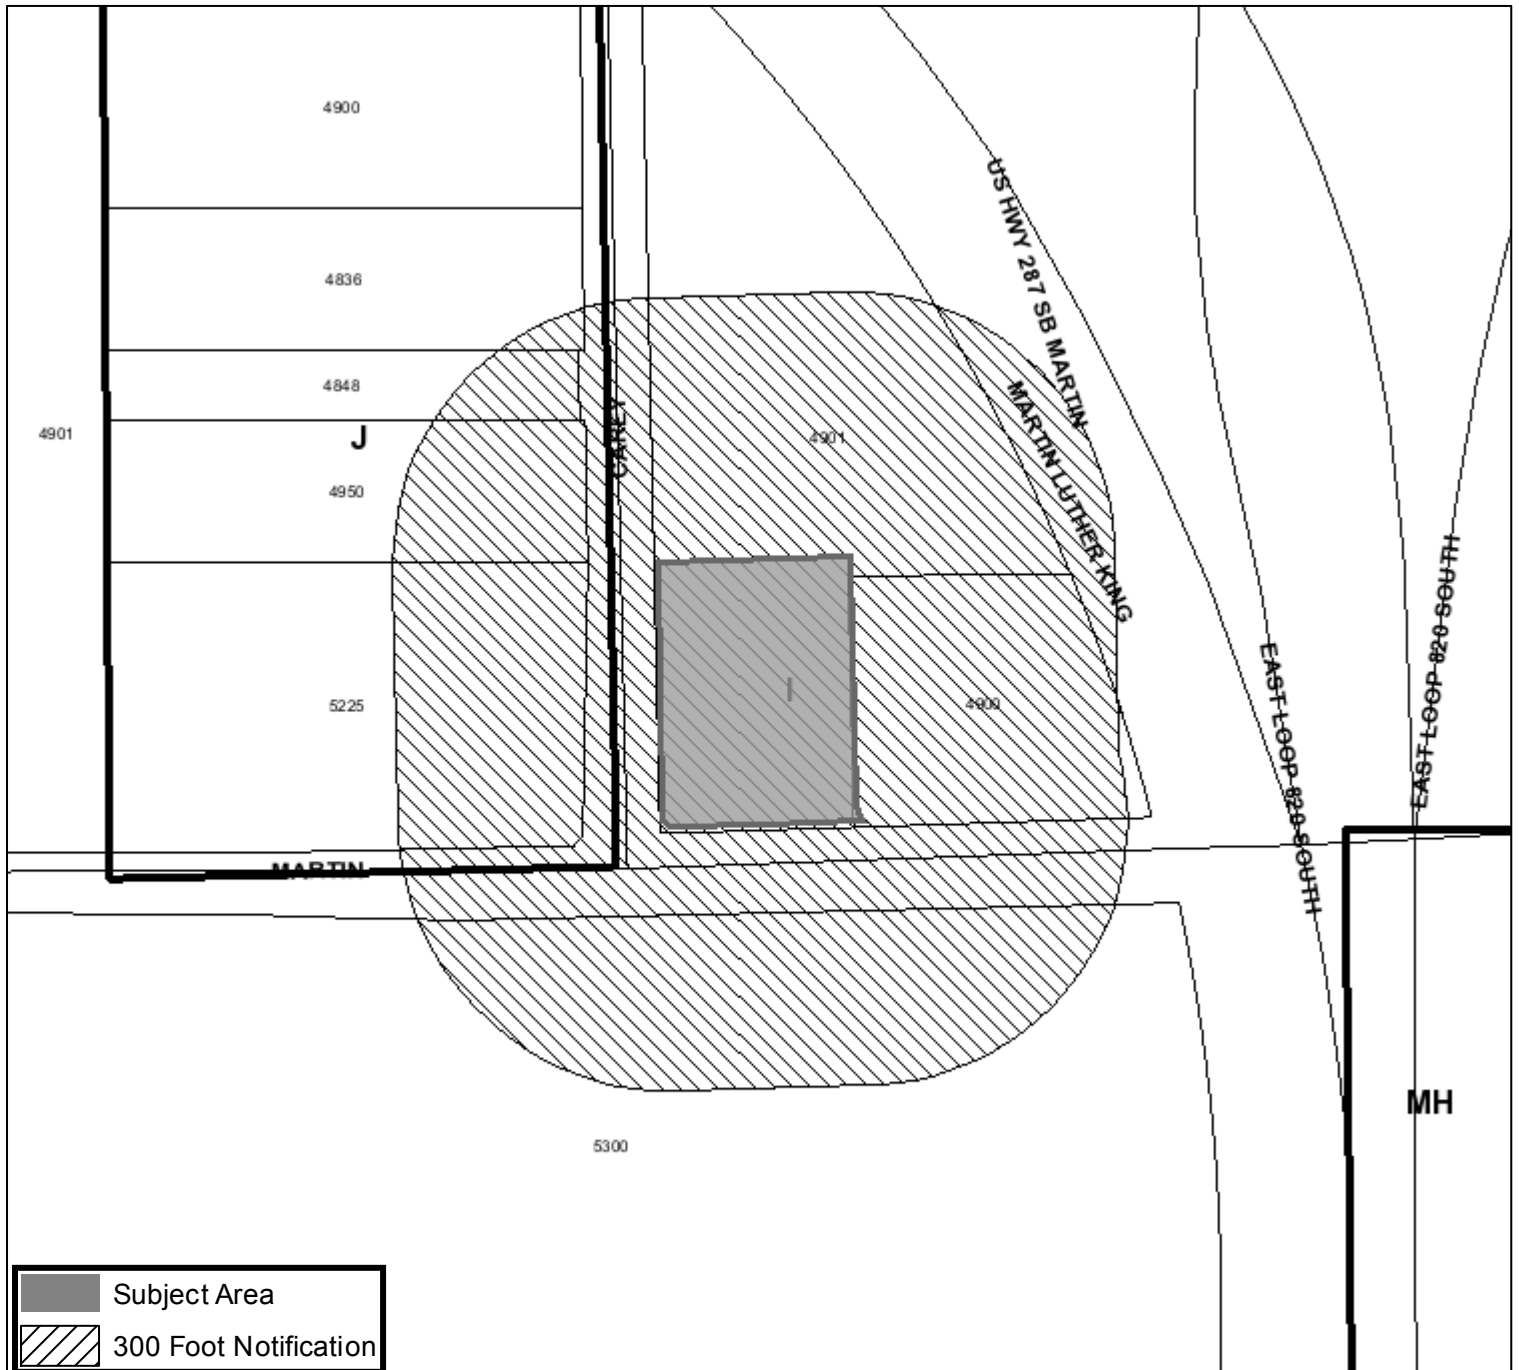 4900
US HWY 287 SB MARTIN
4836
4848
MARTIN LUTHER KING
4901
J
CAREY
4901
4950
EAST LOOP 820 SOUTH
EAST LOOP 820 SOUTH
I
5225
4900
MARTIN
MH
5300
Subject Area
300 Foot Notification